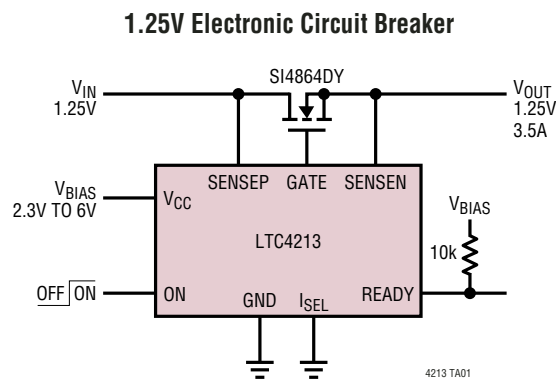 1.25V Electronic Circuit Breaker
SI4864DY
VIN
1.25V
VOUT
1.25V
3.5A
SENSEP GATE SENSEN
VBIAS
2.3V TO 6V
VCC
LTC4213
VBIAS
10k
OFF ON
ON
GND ISEL READY
4213 TA01